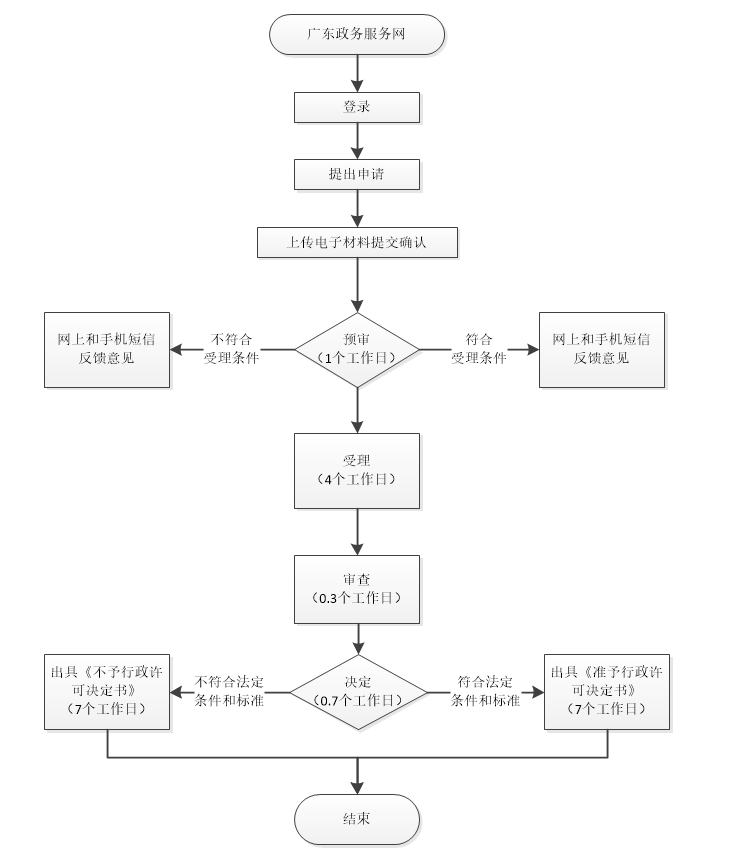 广东政务服务网
登录
提出申请
上传电子材料提交确认
网上和手机短信
反馈意见
不符合
受理条件
预审
（1个工作日）
符合
受理条件
网上和手机短信
反馈意见
受理
（4个工作日）
审查
（0.3个工作日）
出具《不予行政许
可决定书》
（7个工作日）
不符合法定
条件和标准
决定
（0.7个工作日）
符合法定
条件和标准
出具《准予行政许
可决定书》
（7个工作日）
结束